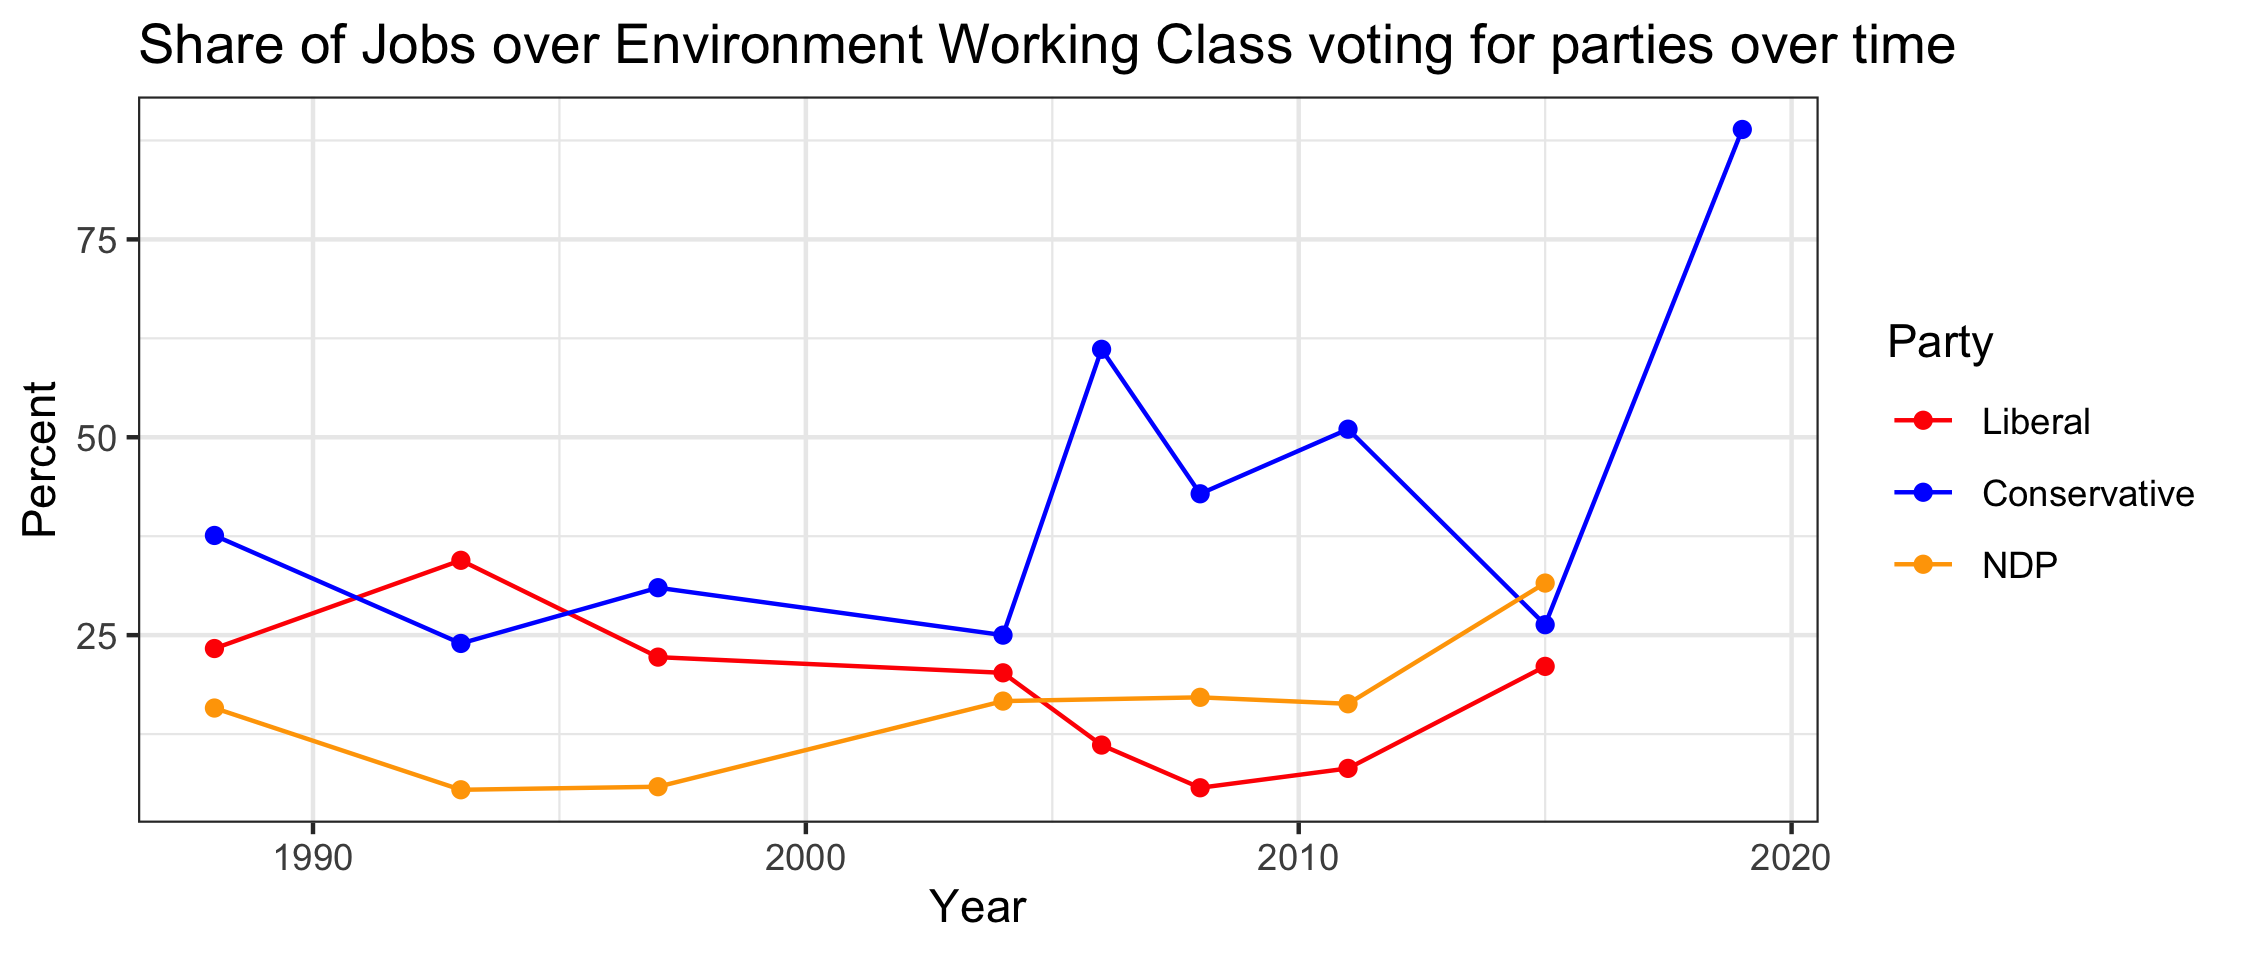 Share of Jobs over Environment Working Class voting for parties over time
75
50
25
Percent
1990
2000
2010
2020
Year
Party
Liberal
Conservative
NDP